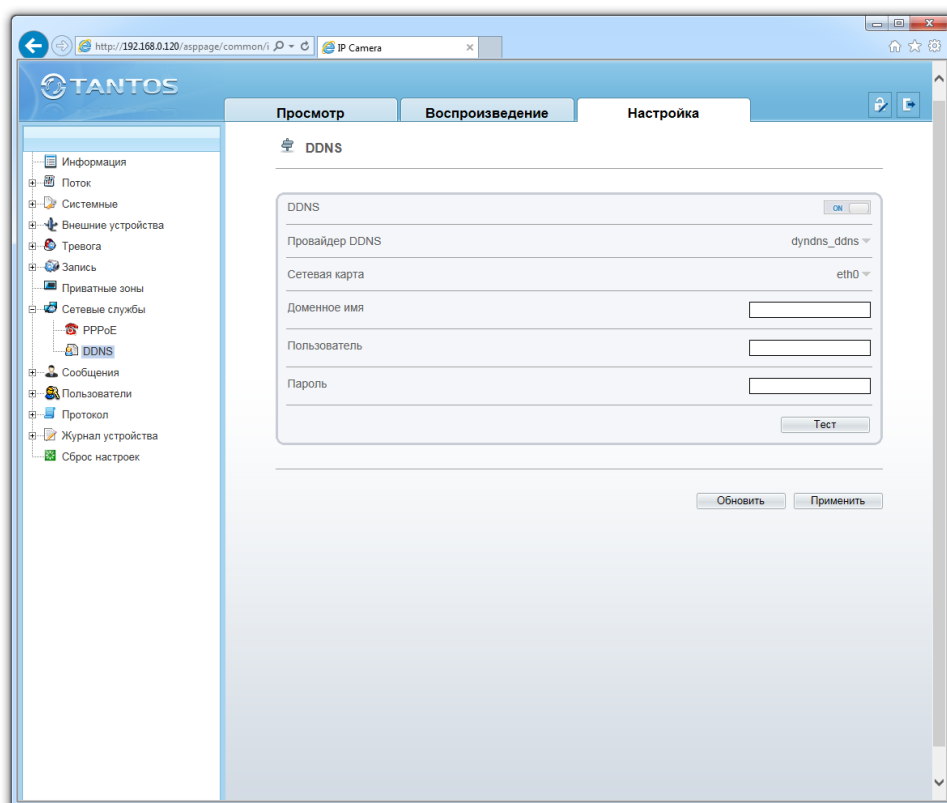 http://192.168.0.120/asppage/common/i
IP Camera
TANTOS
Просмотр
Воспроизведение
Настройка
Информация
Поток
Системные
Внешние устройства
Тревога
Запись
Приватные зоны
Сетевые службы
PPPoE
DDNS
Сообщения
Пользователи
Протокол
Журнал устройства
Сброс настроек
DDNS
DDNS
ON
Провайдер DDNS
dyndns_ddns
Сетевая карта
eth0
Доменное имя
Пользователь
Пароль
Тест
Обновить
Применить